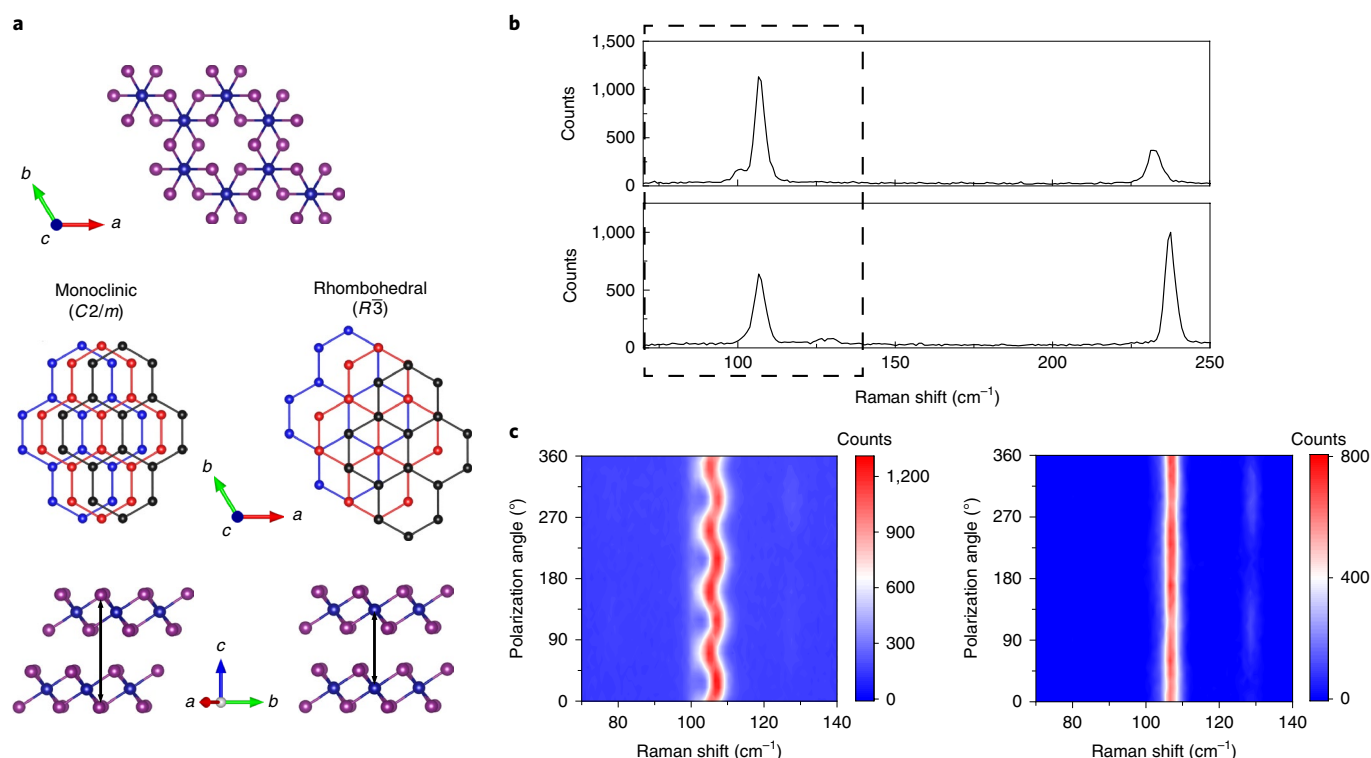 a
b
c
a
Monoclinic
(C2/m)
Rhombohedral
(R3̅)
b
c
a
c
a
b
b
1,500
1,000
500
0
Counts
1,000
500
0
Counts
100
150
200
250
Raman shift (cm⁻¹)
c
Counts
360
270
180
90
0
Polarization angle (°)
80
100
120
140
Raman shift (cm⁻¹)
1,200
900
600
300
0
Counts
360
270
180
90
0
Polarization angle (°)
80
100
120
140
Raman shift (cm⁻¹)
800
400
0